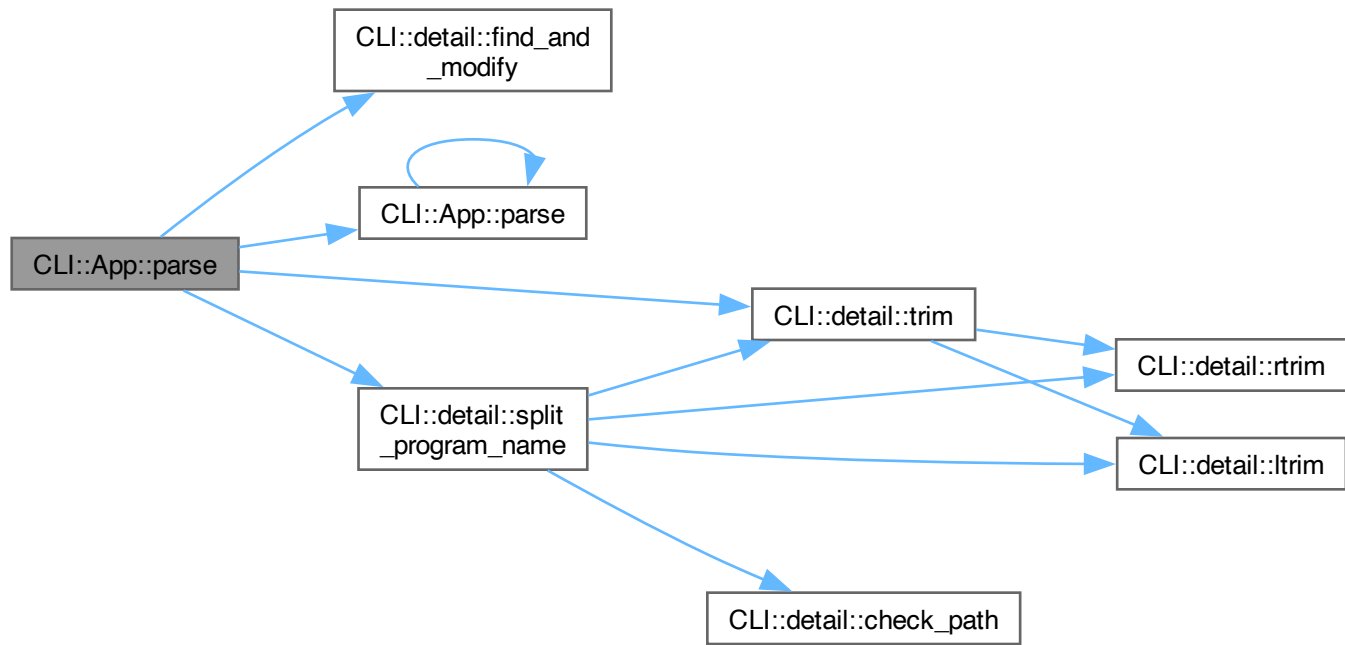 CLI::detail::find_and
_modify
CLI::App::parse
CLI::App::parse
CLI::detail::trim
CLI::detail::rtrim
CLI::detail::split
_program_name
CLI::detail::ltrim
CLI::detail::check_path